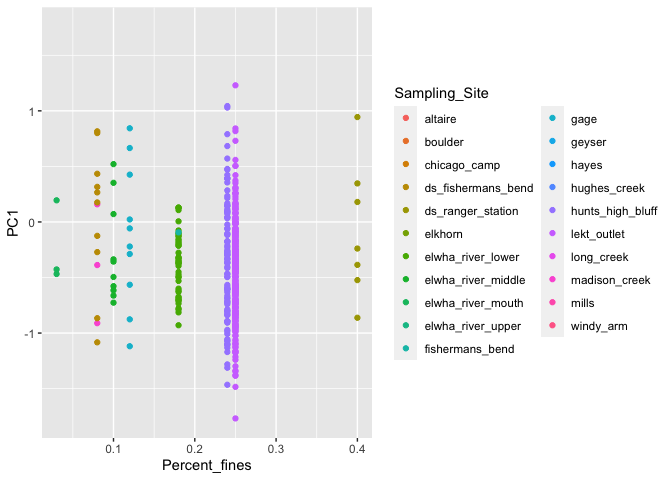 1
0
-1
PC1
0.1
0.2
0.3
0.4
Percent_fines
Sampling_Site
altaire
boulder
chicago_camp
ds_fishermans_bend
ds_ranger_station
elkhorn
elwha_river_lower
elwha_river_middle
elwha_river_mouth
elwha_river_upper
fishermans_bend
gage
geyser
hayes
hughes_creek
hunts_high_bluff
lekt_outlet
long_creek
madison_creek
mills
windy_arm